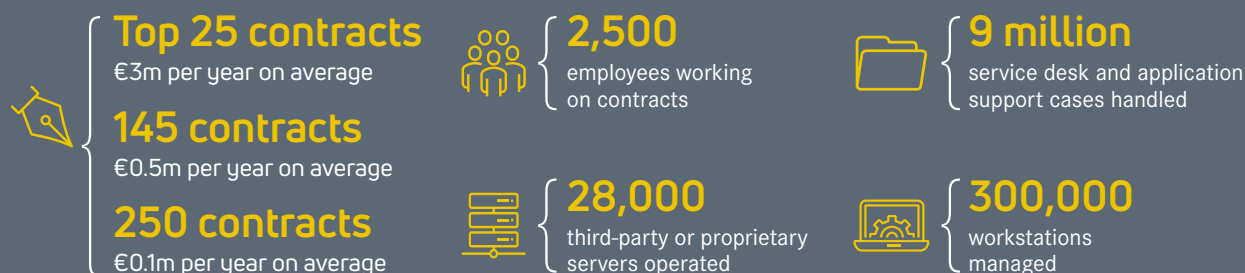 Top 25 contracts
€3m per year on average
145 contracts
€0.5m per year on average
250 contracts
€0.1m per year on average
2,500
employees working
on contracts
28,000
third-party or proprietary
servers operated
9 million
service desk and application
support cases handled
300,000
workstations
managed